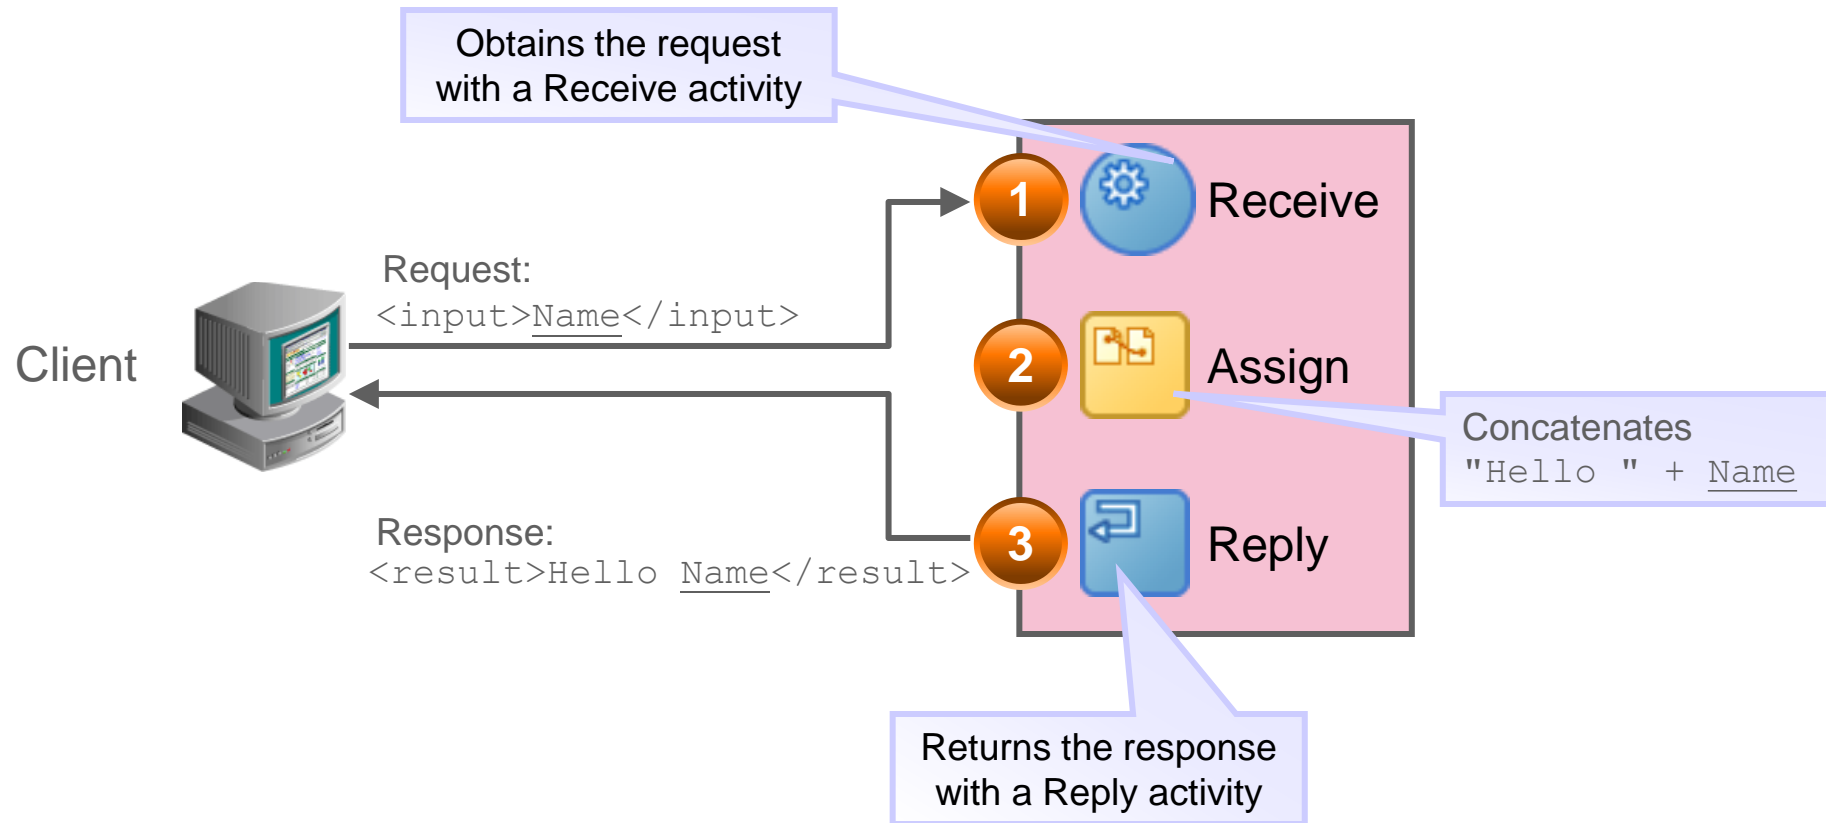 Obtains the request
with a Receive activity
1
Receive
Request:
<input>Name</input>
Client
2
Assign
Concatenates
"Hello " + Name
Response:
<result>Hello Name</result>
3
Reply
Returns the response
with a Reply activity